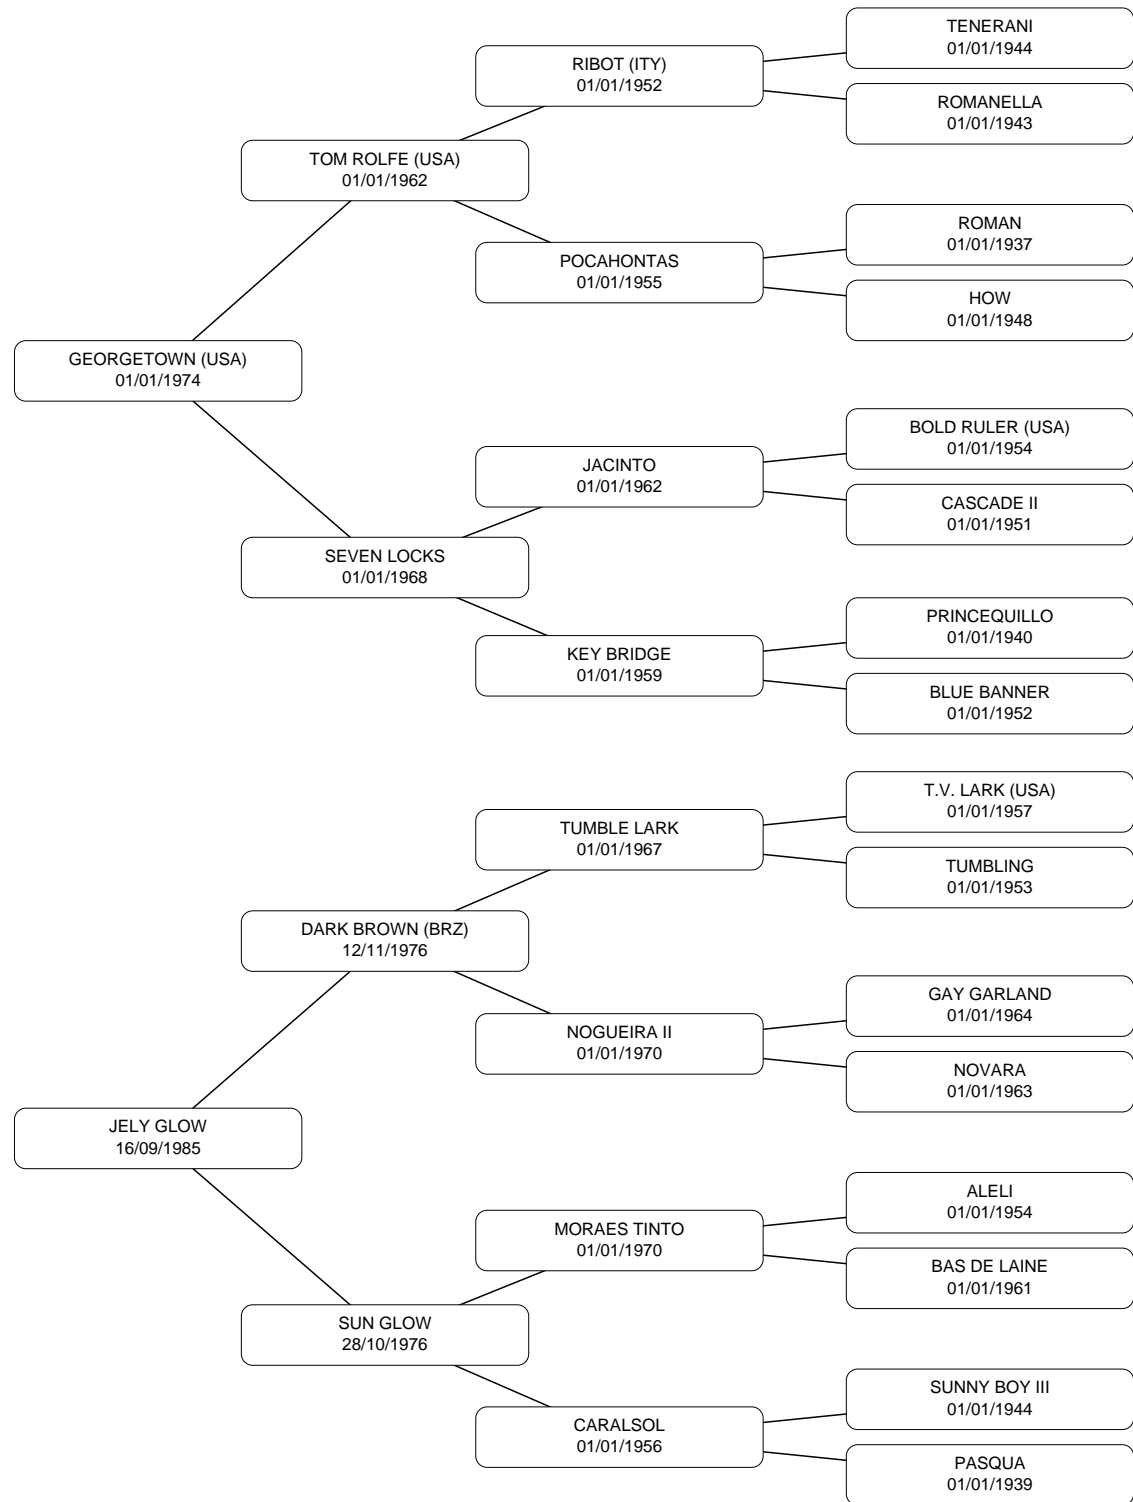 TENERANI
01/01/1944
RIBOT (ITY)
01/01/1952
ROMANELLA
01/01/1943
TOM ROLFE (USA)
01/01/1962
ROMAN
01/01/1937
POCAHONTAS
01/01/1955
HOW
01/01/1948
GEORGETOWN (USA)
01/01/1974
BOLD RULER (USA)
01/01/1954
JACINTO
01/01/1962
CASCADE II
01/01/1951
SEVEN LOCKS
01/01/1968
PRINCEQUILLO
01/01/1940
KEY BRIDGE
01/01/1959
BLUE BANNER
01/01/1952
T.V. LARK (USA)
01/01/1957
TUMBLE LARK
01/01/1967
TUMBLING
01/01/1953
DARK BROWN (BRZ)
12/11/1976
GAY GARLAND
01/01/1964
NOGUEIRA II
01/01/1970
NOVARA
01/01/1963
JELY GLOW
16/09/1985
ALELI
01/01/1954
MORAES TINTO
01/01/1970
BAS DE LAINE
01/01/1961
SUN GLOW
28/10/1976
SUNNY BOY III
01/01/1944
CARALSOL
01/01/1956
PASQUA
01/01/1939